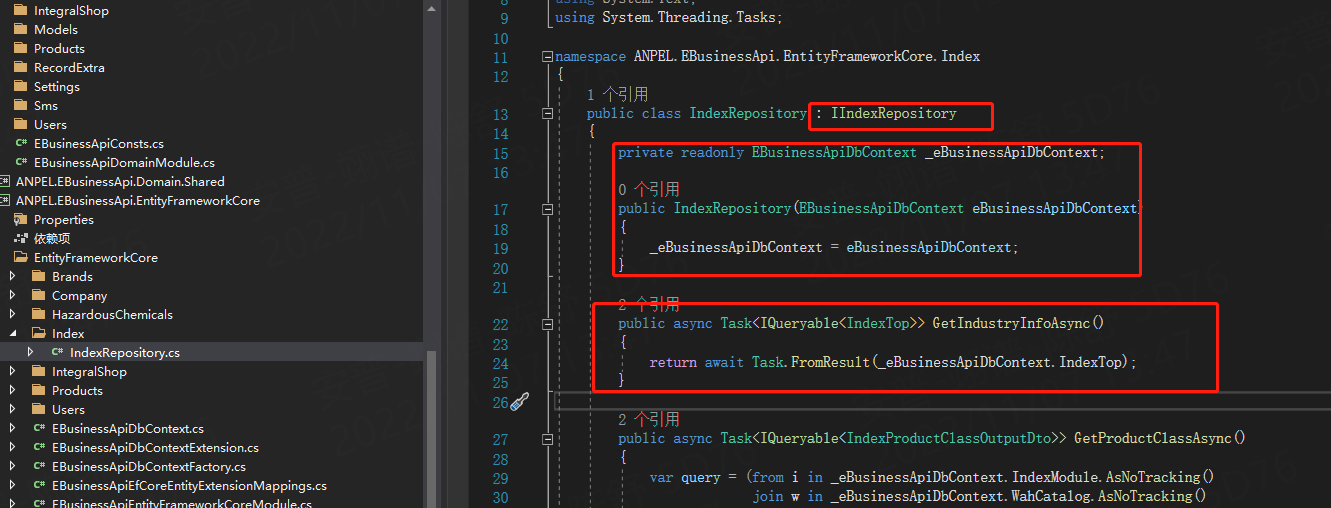 IntegralShop
Models
Products
RecordExtra
Settings
Sms
Users
C# EBusinessApiConsts.cs
C# EBusinessApiDomainModule.cs
C# ANPEL.EBusinessApi.Domain.Shared
C# ANPEL.EBusinessApi.EntityFrameworkCore
Properties
依赖项
EntityFrameworkCore
Brands
Company
HazardousChemicals
Index
C# IndexRepository.cs
IntegralShop
Products
Users
C# EBusinessApiDbContext.cs
C# EBusinessApiDbContextExtension.cs
C# EBusinessApiDbContextFactory.cs
C# EBusinessApiEfCoreEntityExtensionMappings.cs
C# EBusinessApiEntityFrameworkCoreModule.cs
8 using System.Text;
9 using System.Threading.Tasks;
10
11 namespace ANPEL.EBusinessApi.EntityFrameworkCore.Index
12 {
1 个引用
13 public class IndexRepository : IIndexRepository
14 {
15 private readonly EBusinessApiDbContext _eBusinessApiDbContext;
16
0 个引用
17 public IndexRepository(EBusinessApiDbContext eBusinessApiDbContext)
18 {
19 _eBusinessApiDbContext = eBusinessApiDbContext;
20 }
21
2 个引用
22 public async Task<IQueryable<IndexTop>> GetIndustryInfoAsync()
23 {
24 return await Task.FromResult(_eBusinessApiDbContext.IndexTop);
25 }
26
2 个引用
27 public async Task<IQueryable<IndexProductClassOutputDto>> GetProductClassAsync()
28 {
29 var query = (from i in _eBusinessApiDbContext.IndexModule.AsNoTracking()
30 join w in _eBusinessApiDbContext.WahCatalog.AsNoTracking()